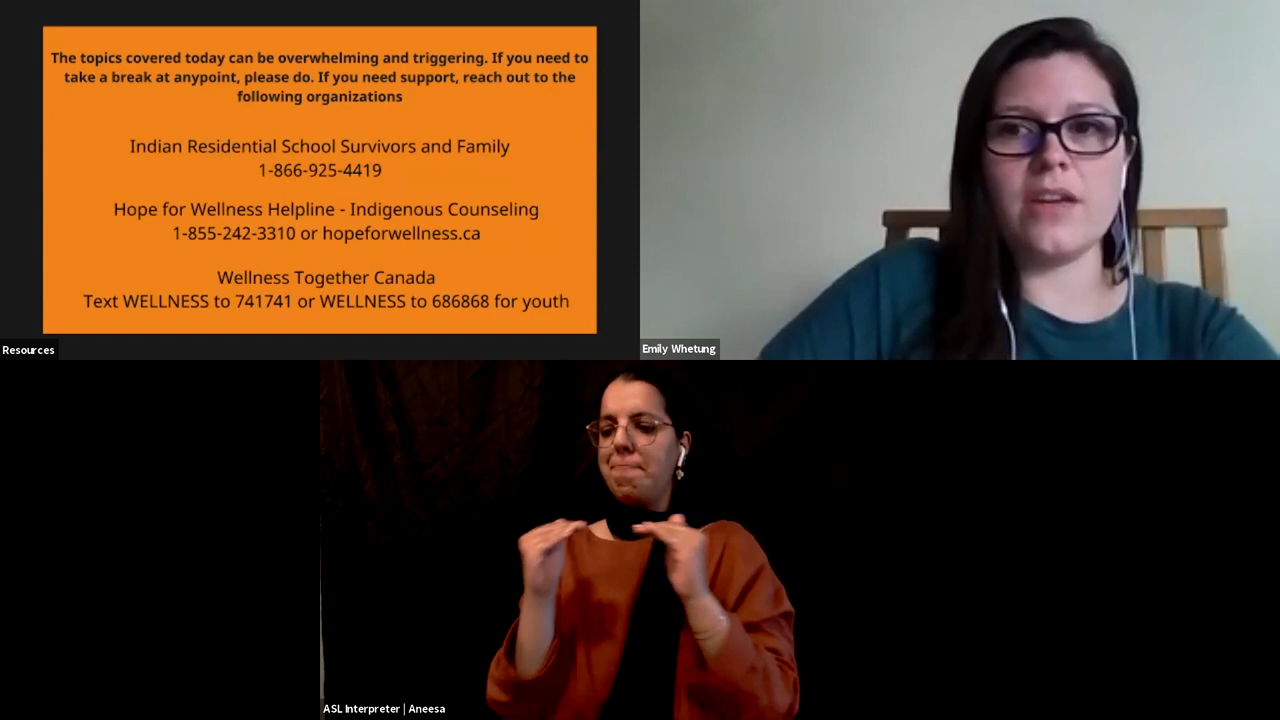 The topics covered today can be overwhelming and triggering. If you need to
take a break at anypoint, please do. If you need support, reach out to the
following organizations
Indian Residential School Survivors and Family
1-866-925-4419
Hope for Wellness Helpline - Indigenous Counseling
1-855-242-3310 or hopeforwellness.ca
Wellness Together Canada
Text WELLNESS to 741741 or WELLNESS to 686868 for youth
Resources
Emily Whetung
ASL Interpreter | Aneesa